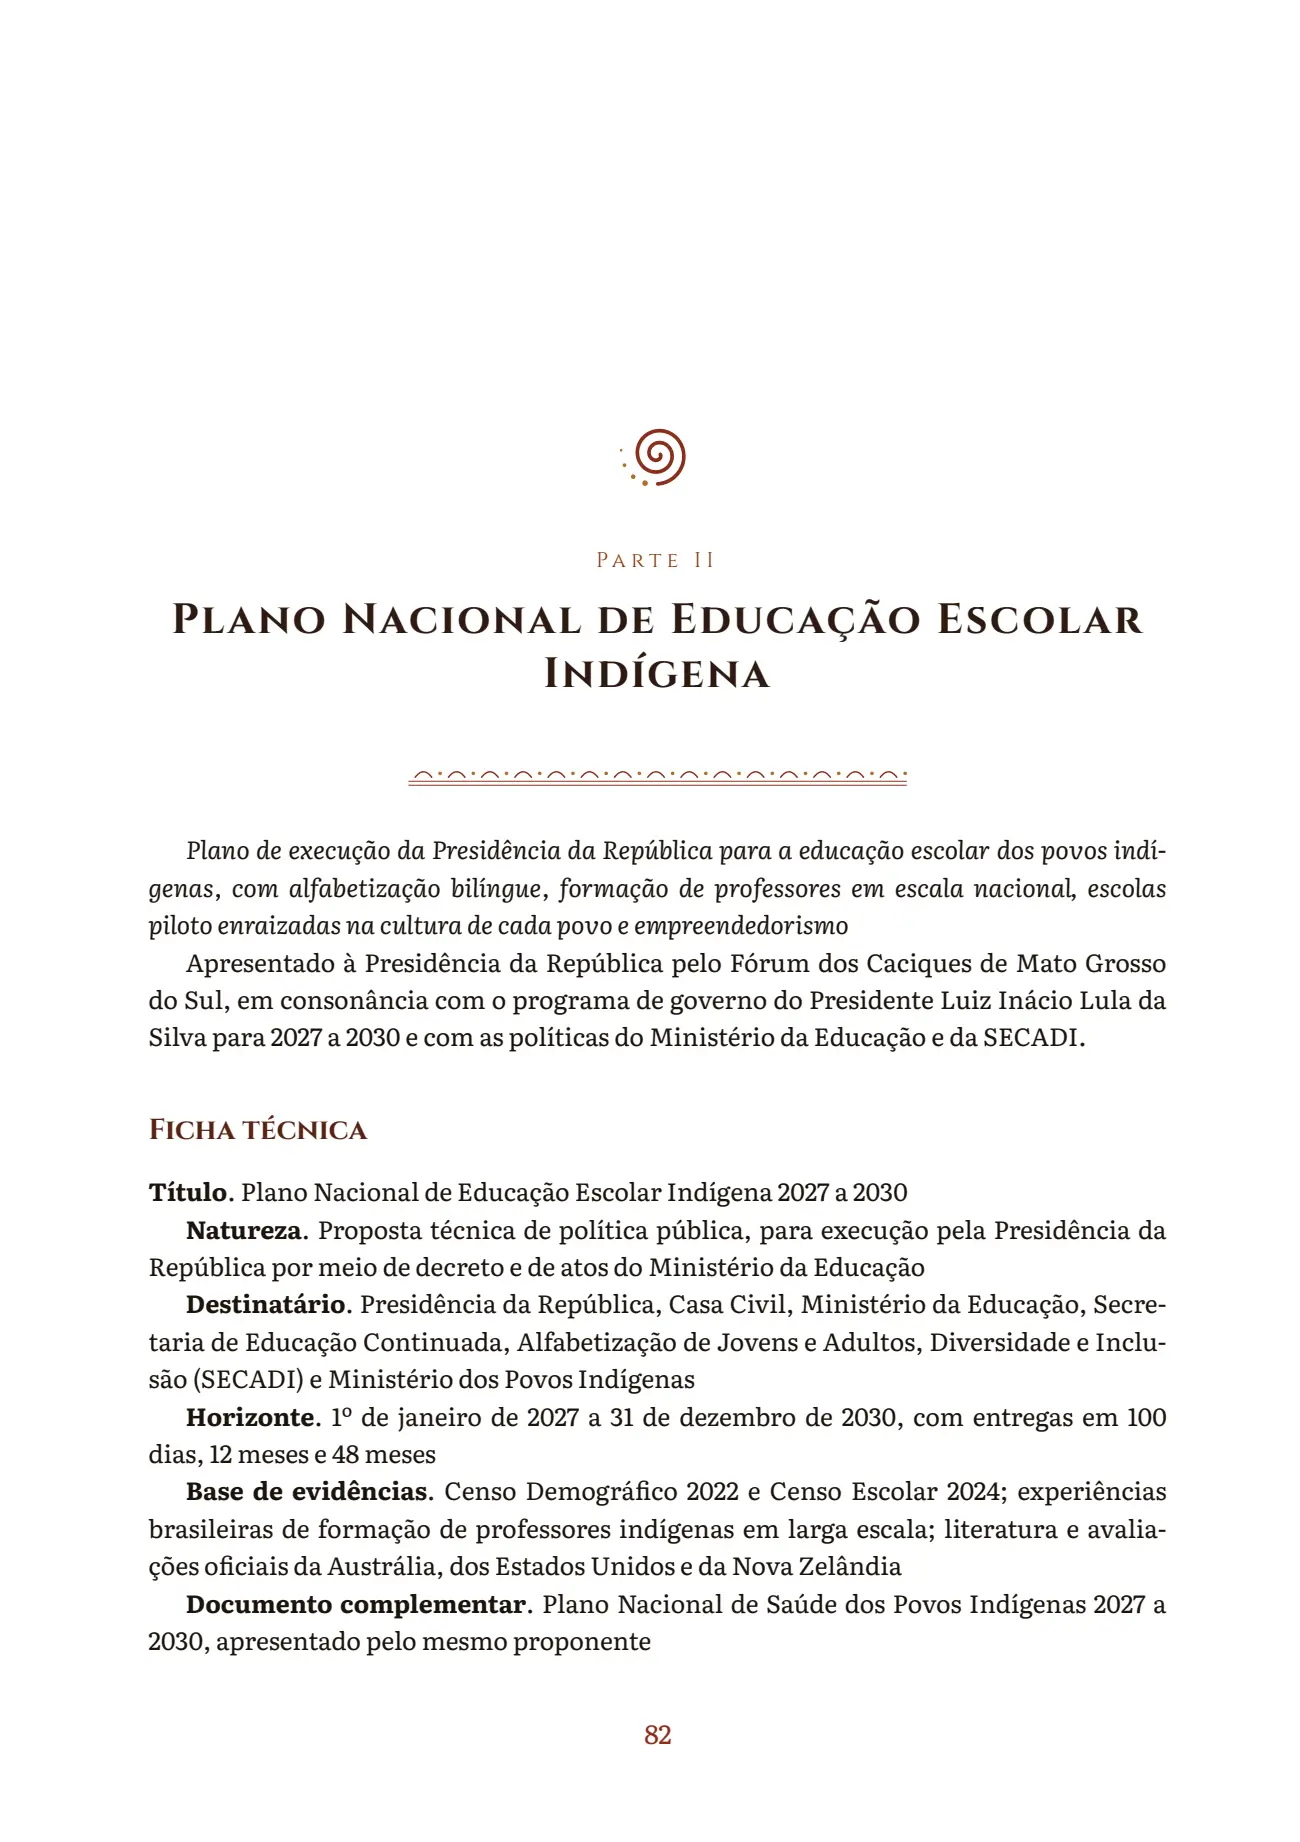 Parte II
Plano Nacional de Educação Escolar
Indígena
Plano de execução da Presidência da República para a educação escolar dos povos indí-
genas, com alfabetização bilíngue, formação de professores em escala nacional, escolas
piloto enraizadas na cultura de cada povo e empreendedorismo
Apresentado à Presidência da República pelo Fórum dos Caciques de Mato Grosso
do Sul, em consonância com o programa de governo do Presidente Luiz Inácio Lula da
Silva para 2027 a 2030 e com as políticas do Ministério da Educação e da SECADI.
Ficha técnica
Título. Plano Nacional de Educação Escolar Indígena 2027 a 2030
Natureza. Proposta técnica de política pública, para execução pela Presidência da
República por meio de decreto e de atos do Ministério da Educação
Destinatário. Presidência da República, Casa Civil, Ministério da Educação, Secre-
taria de Educação Continuada, Alfabetização de Jovens e Adultos, Diversidade e Inclu-
são (SECADI) e Ministério dos Povos Indígenas
Horizonte. 1º de janeiro de 2027 a 31 de dezembro de 2030, com entregas em 100
dias, 12 meses e 48 meses
Base de evidências. Censo Demográfico 2022 e Censo Escolar 2024; experiências
brasileiras de formação de professores indígenas em larga escala; literatura e avalia-
ções oficiais da Austrália, dos Estados Unidos e da Nova Zelândia
Documento complementar. Plano Nacional de Saúde dos Povos Indígenas 2027 a
2030, apresentado pelo mesmo proponente
82